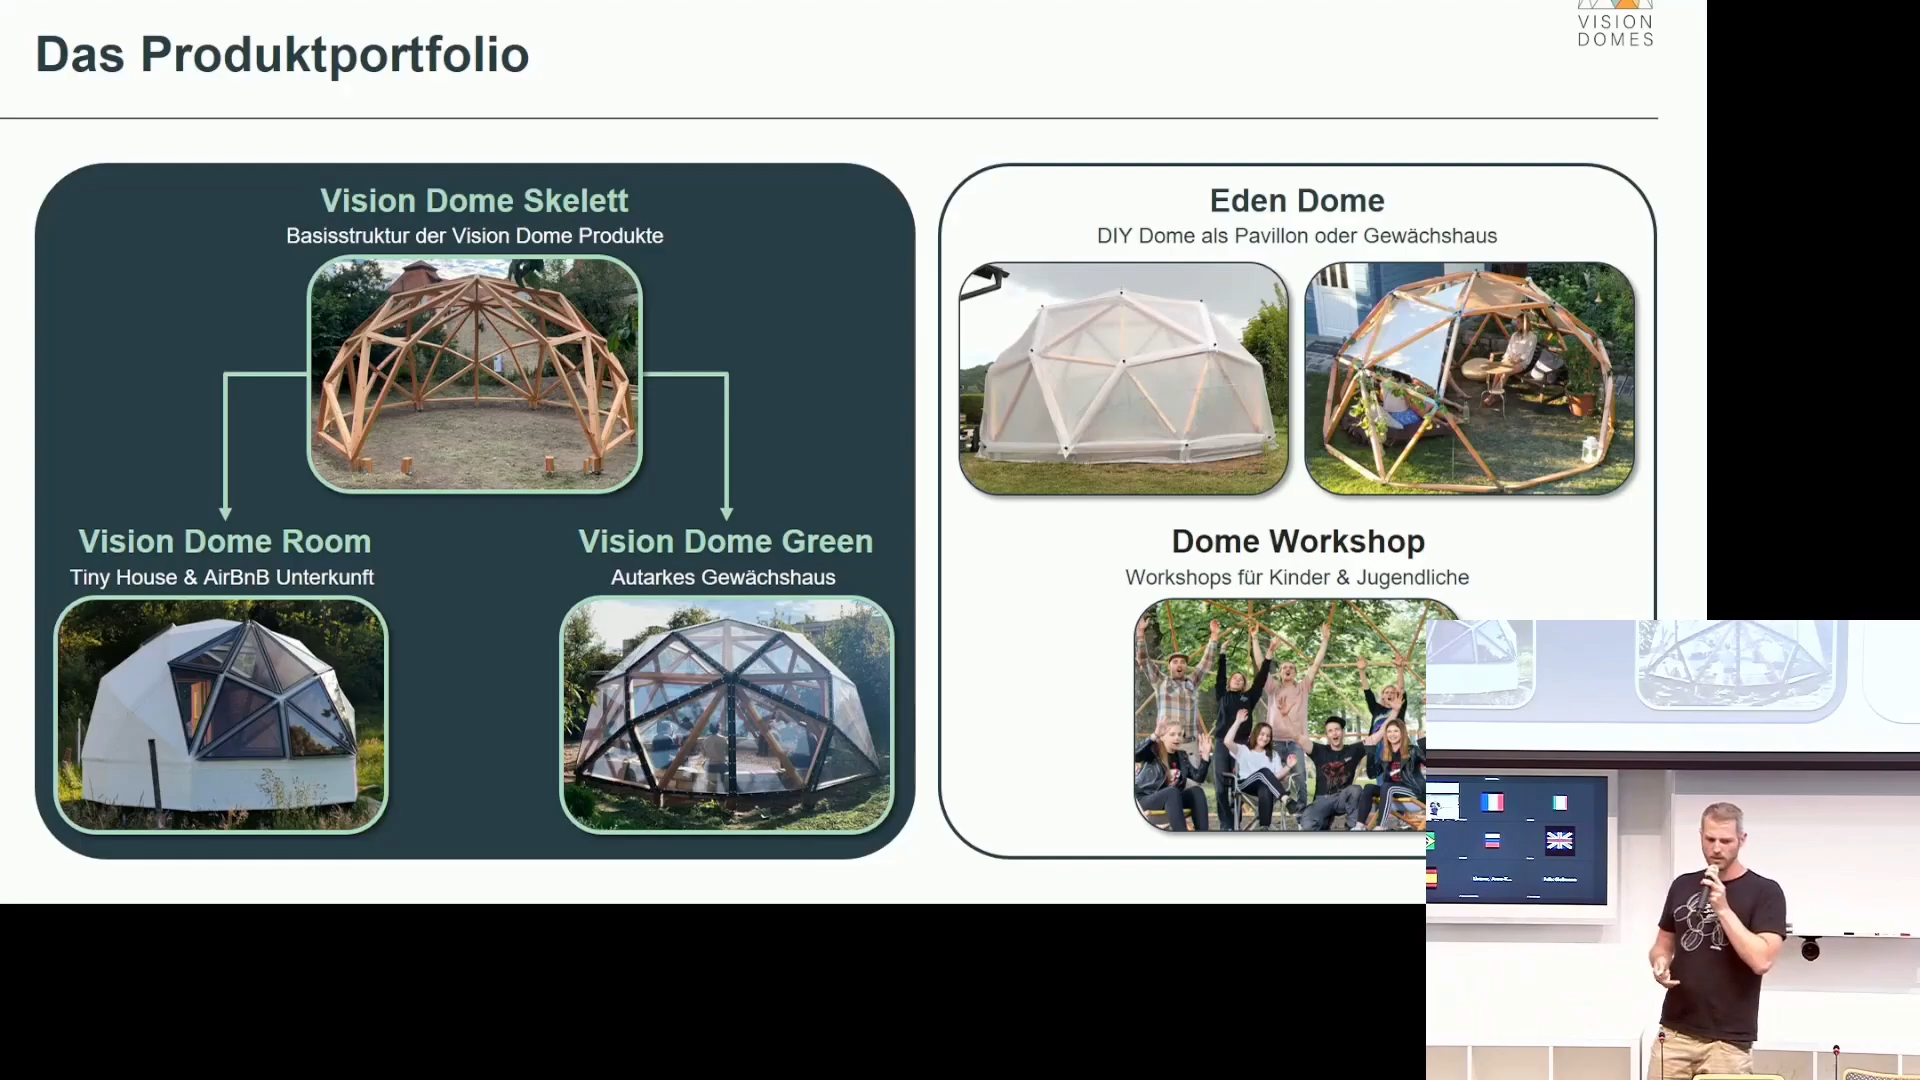 Das Produktportfolio
VISION
DOMES
Vision Dome Skelett
Basisstruktur der Vision Dome Produkte
Vision Dome Room
Tiny House & AirBnB Unterkunft
Vision Dome Green
Autarkes Gewächshaus
Eden Dome
DIY Dome als Pavillon oder Gewächshaus
Dome Workshop
Workshops für Kinder & Jugendliche